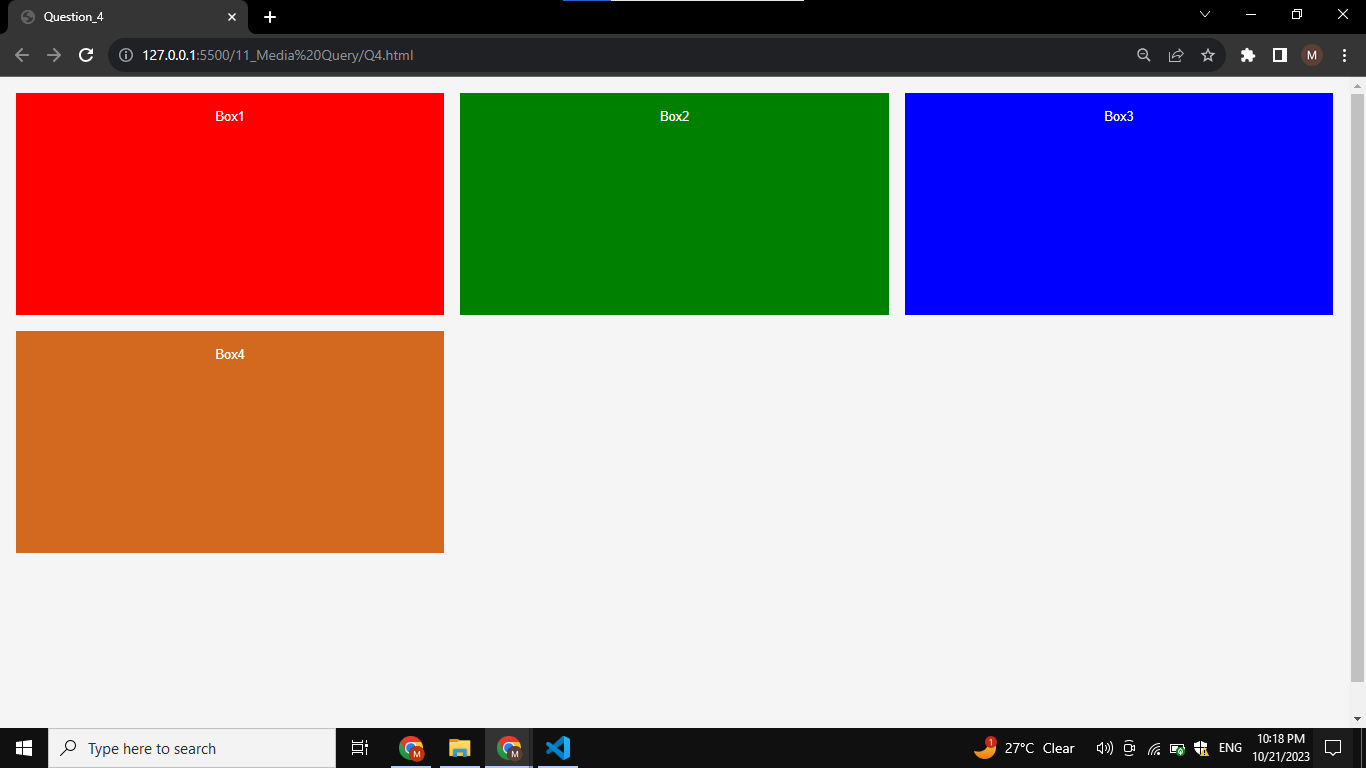 Question_4
127.0.0.1:5500/11_Media%20Query/Q4.html
M
Box1
Box2
Box3
Box4
Type here to search
M
M
1
27°C Clear
ENG
10:18 PM
10/21/2023